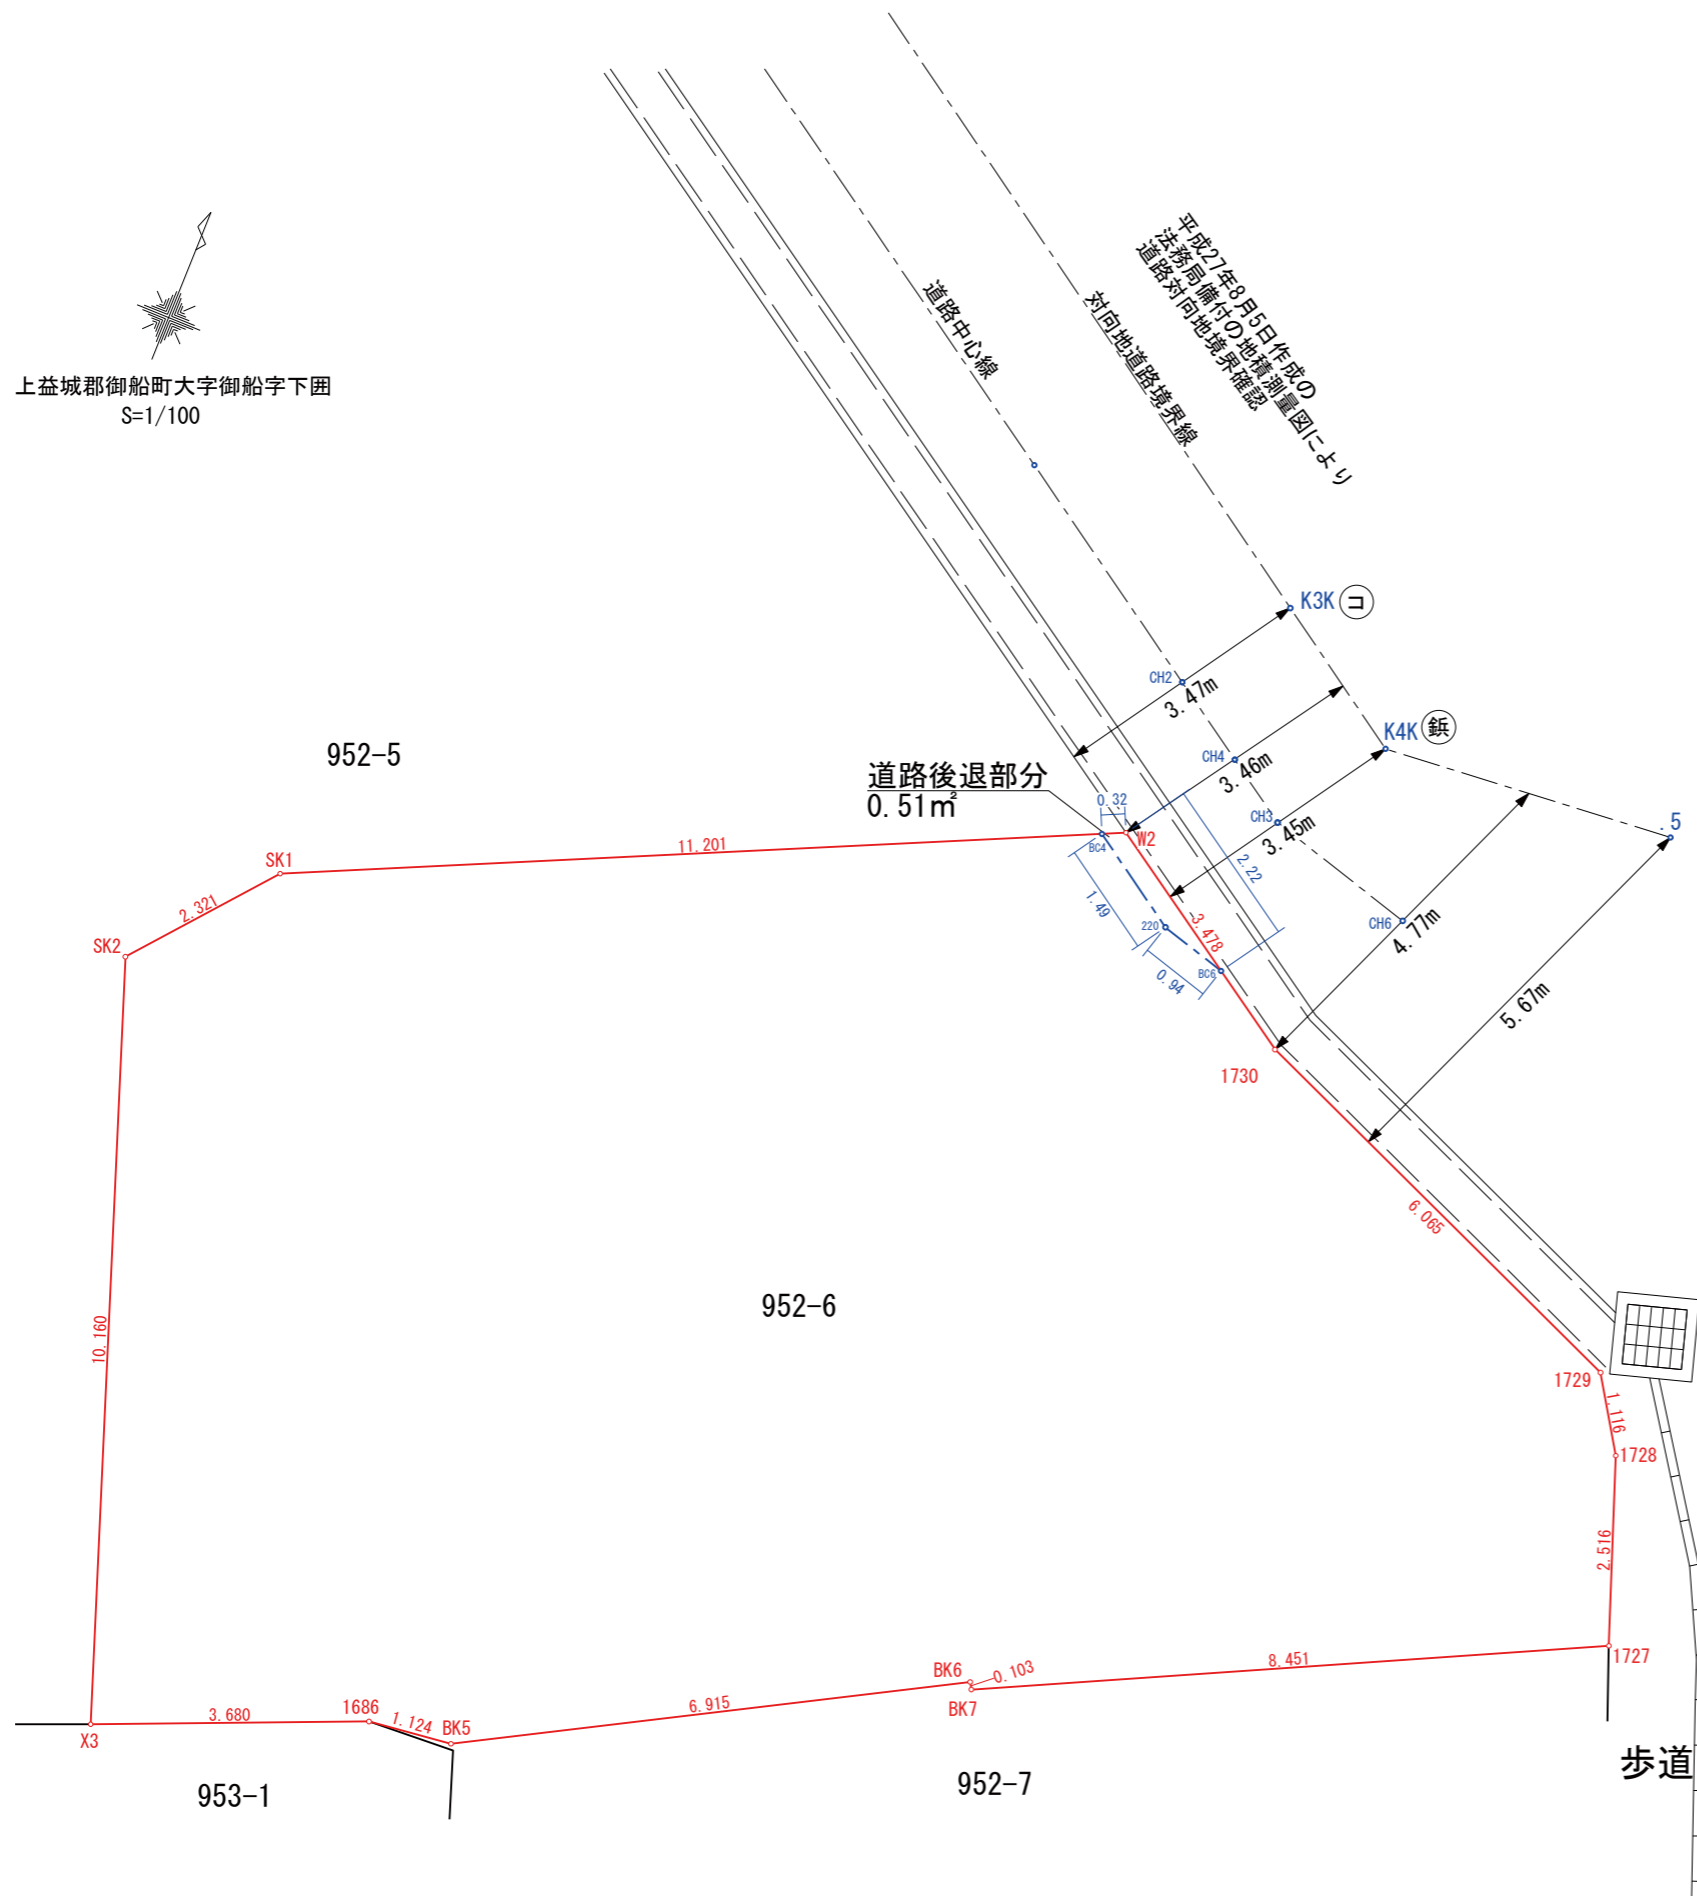 平成27年8月5日作成の
法務局備付の地積測量図により
道路対向地境界確認
道路中心線
対向地道路境界線
上益城郡御船町大字御船字下囲
S=1/100
K3K コ
CH2
3.47m
K4K 鋲
CH4
3.46m
952-5
道路後退部分
0.51㎡
0.32
CH3
3.45m
.5
W2
BC4
11.201
SK1
2.22
2.321
1.49
SK2
220
3.478
CH6
4.77m
BC6
0.94
5.67m
1730
6.065
952-6
10.160
1729
1.116
1728
2.516
1727
8.451
BK6
0.103
BK7
6.915
1686
3.680
1.124
BK5
X3
歩道
953-1
952-7